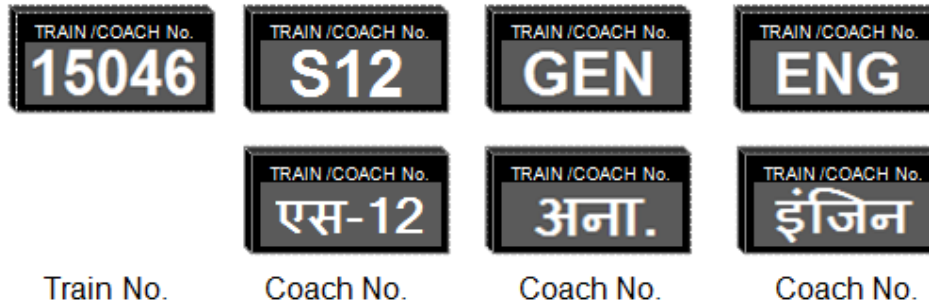 TRAIN /COACH No. TRAIN /COACH No. TRAIN /COACH No. TRAIN /COACH No.
15046 S12 GEN ENG
TRAIN /COACH No. TRAIN /COACH No. TRAIN /COACH No.
एस-12 अना. इंजिन
Train No. Coach No. Coach No. Coach No.